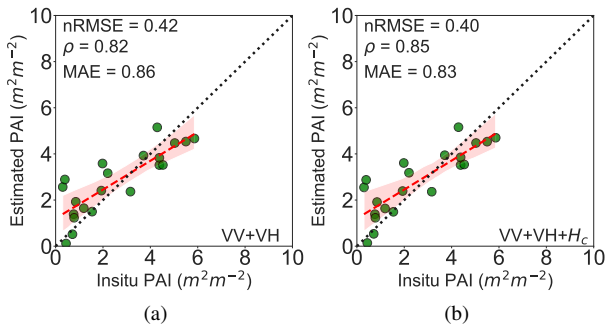 nRMSE = 0.42
ρ = 0.82
MAE = 0.86
VV+VH
10
8
6
4
2
0
0 2 4 6 8 10
Estimated PAI (m²m⁻²)
Insitu PAI (m²m⁻²)
(a)
nRMSE = 0.40
ρ = 0.85
MAE = 0.83
VV+VH+H_c
10
8
6
4
2
0
0 2 4 6 8 10
Estimated PAI (m²m⁻²)
Insitu PAI (m²m⁻²)
(b)